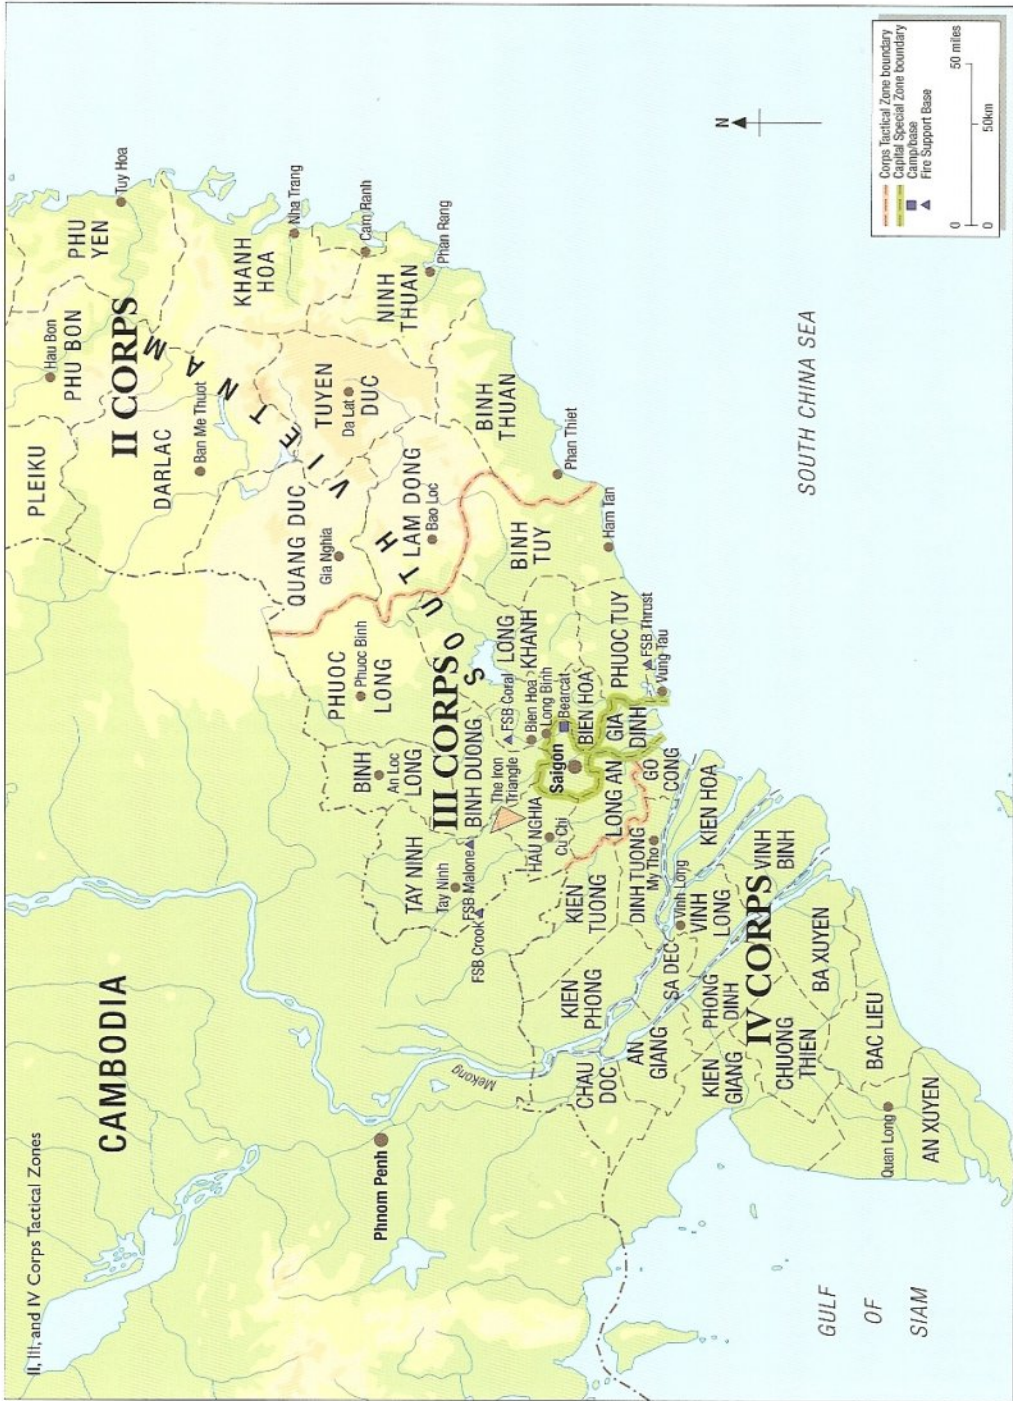 II, III, and IV Corps Tactical Zones
CAMBODIA
Phnom Penh
Mekong
PLEIKU
Hau Bon
PHU BON
PHU
YEN
Tuy Hoa
II CORPS
DARLAC
Ban Me Thuot
KHANH
HOA
Nha Trang
Cam Ranh
QUANG DUC
Gia Nghia
TUYEN
Da Lat
DUC
NINH
THUAN
Phan Rang
LAM DONG
Bao Loc
BINH
THUAN
Phan Thiet
SOUTH VIETNAM
PHUOC
Phuoc Binh
LONG
BINH
An Loc
LONG
III CORPS
TAY NINH
Tay Ninh
FSB Malone
FSB Crook
BINH DUONG
The Iron
Triangle
FSB Coral
Bien Hoa
Long Binh
Bearcat
LONG
KHANH
BINH
TUY
Ham Tan
HAU NGHIA
Cu Chi
Saigon
BIEN HOA
PHUOC TUY
FSB Thrust
Vung Tau
GIA
DINH
LONG AN
GO
CONG
KIEN
TUONG
DINH TUONG
My Tho
KIEN HOA
KIEN
PHONG
SA DEC
Vinh Long
VINH
LONG
VINH
BINH
CHAU
DOC
AN
GIANG
PHONG
DINH
IV CORPS
KIEN
GIANG
CHUONG
THIEN
BA XUYEN
BAC LIEU
Quan Long
AN XUYEN
GULF
OF
SIAM
SOUTH CHINA SEA
N
Corps Tactical Zone boundary
Capital Special Zone boundary
Camp/base
Fire Support Base
0 50 miles
0 50km